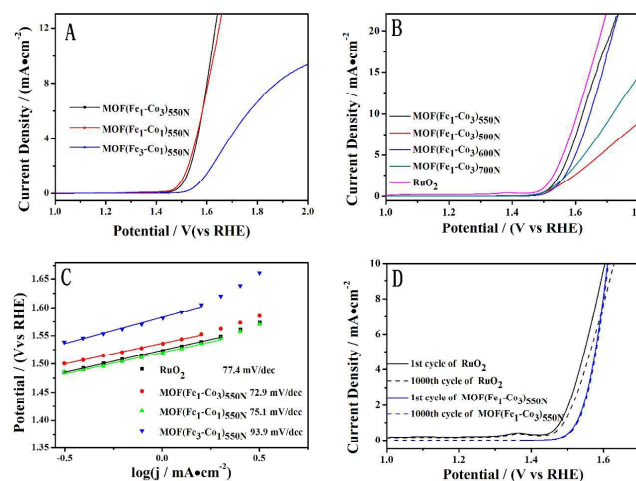 A
Current Density / (mA•cm⁻²)
12
9
6
3
0
MOF(Fe₁-Co₃)₅₅₀N
MOF(Fe₁-Co₁)₅₅₀N
MOF(Fe₃-Co₁)₅₅₀N
1.0 1.2 1.4 1.6 1.8 2.0
Potential / V(vs RHE)
B
Current Density / mA•cm⁻²
20
15
10
5
0
MOF(Fe₁-Co₃)₅₅₀N
MOF(Fe₁-Co₃)₅₀₀N
MOF(Fe₁-Co₃)₆₀₀N
MOF(Fe₁-Co₃)₇₀₀N
RuO₂
1.0 1.2 1.4 1.6
Potential / (V vs RHE)
C
Potential / (Vvs RHE)
1.65
1.60
1.55
1.50
1.45
1.40
1.35
RuO₂ 77.4 mV/dec
MOF(Fe₁-Co₃)₅₅₀N 72.9 mV/dec
MOF(Fe₁-Co₁)₅₅₀N 75.1 mV/dec
MOF(Fe₃-Co₁)₅₅₀N 93.9 mV/dec
-0.5 0.0 0.5
log(j / mA•cm⁻²)
D
Current Density / mA•cm⁻²
10
8
6
4
2
0
1st cycle of RuO₂
1000th cycle of RuO₂
1st cycle of MOF(Fe₁-Co₃)₅₅₀N
1000th cycle of MOF(Fe₁-Co₃)₅₅₀N
1.0 1.2 1.4 1.6
Potential / (V vs RHE)